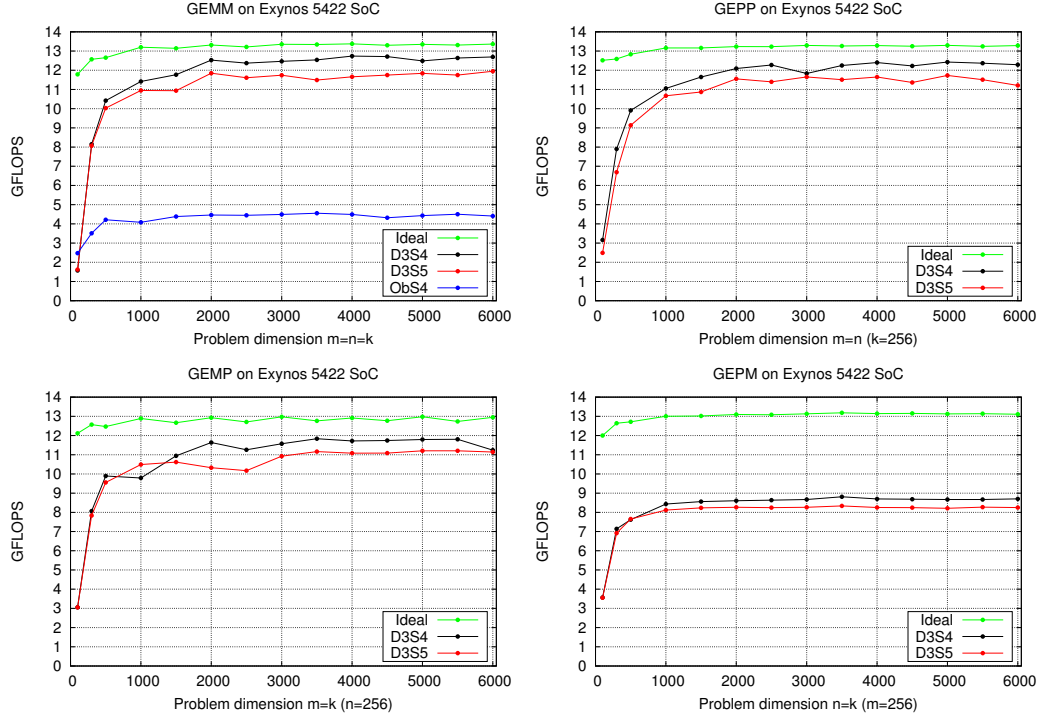 GEMM on Exynos 5422 SoC
14
13
12
11
10
9
8
7
6
5
4
3
2
1
0
GFLOPS
Ideal
D3S4
D3S5
ObS4
0 1000 2000 3000 4000 5000 6000
Problem dimension m=n=k
GEPP on Exynos 5422 SoC
14
13
12
11
10
9
8
7
6
5
4
3
2
1
0
GFLOPS
Ideal
D3S4
D3S5
0 1000 2000 3000 4000 5000 6000
Problem dimension m=n (k=256)
GEMP on Exynos 5422 SoC
14
13
12
11
10
9
8
7
6
5
4
3
2
1
0
GFLOPS
Ideal
D3S4
D3S5
0 1000 2000 3000 4000 5000 6000
Problem dimension m=k (n=256)
GEPM on Exynos 5422 SoC
14
13
12
11
10
9
8
7
6
5
4
3
2
1
0
GFLOPS
Ideal
D3S4
D3S5
0 1000 2000 3000 4000 5000 6000
Problem dimension n=k (m=256)